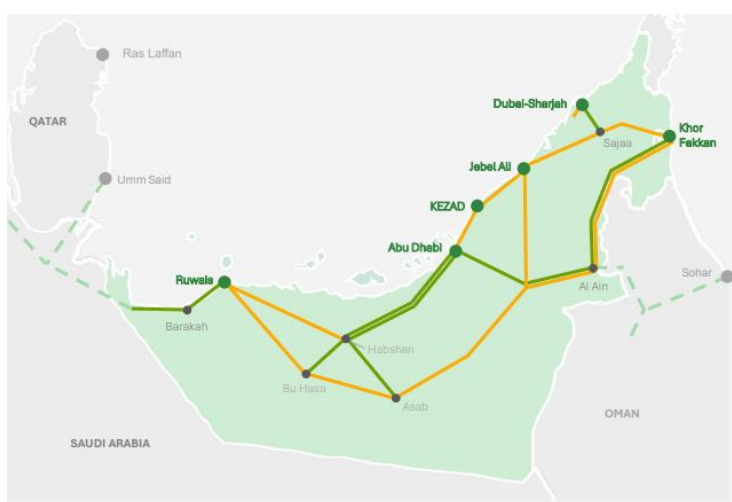 Ras Laffan
QATAR
Umm Said
Dubai-Sharjah
Sajaa
Khor
Fakkan
Jebel Ali
KEZAD
Abu Dhabi
Ruwais
Al Ain
Sohar
Barakah
Habshan
Bu Hasa
Asab
OMAN
SAUDI ARABIA